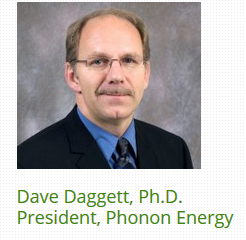 Dave Daggett, Ph.D.
President, Phonon Energy